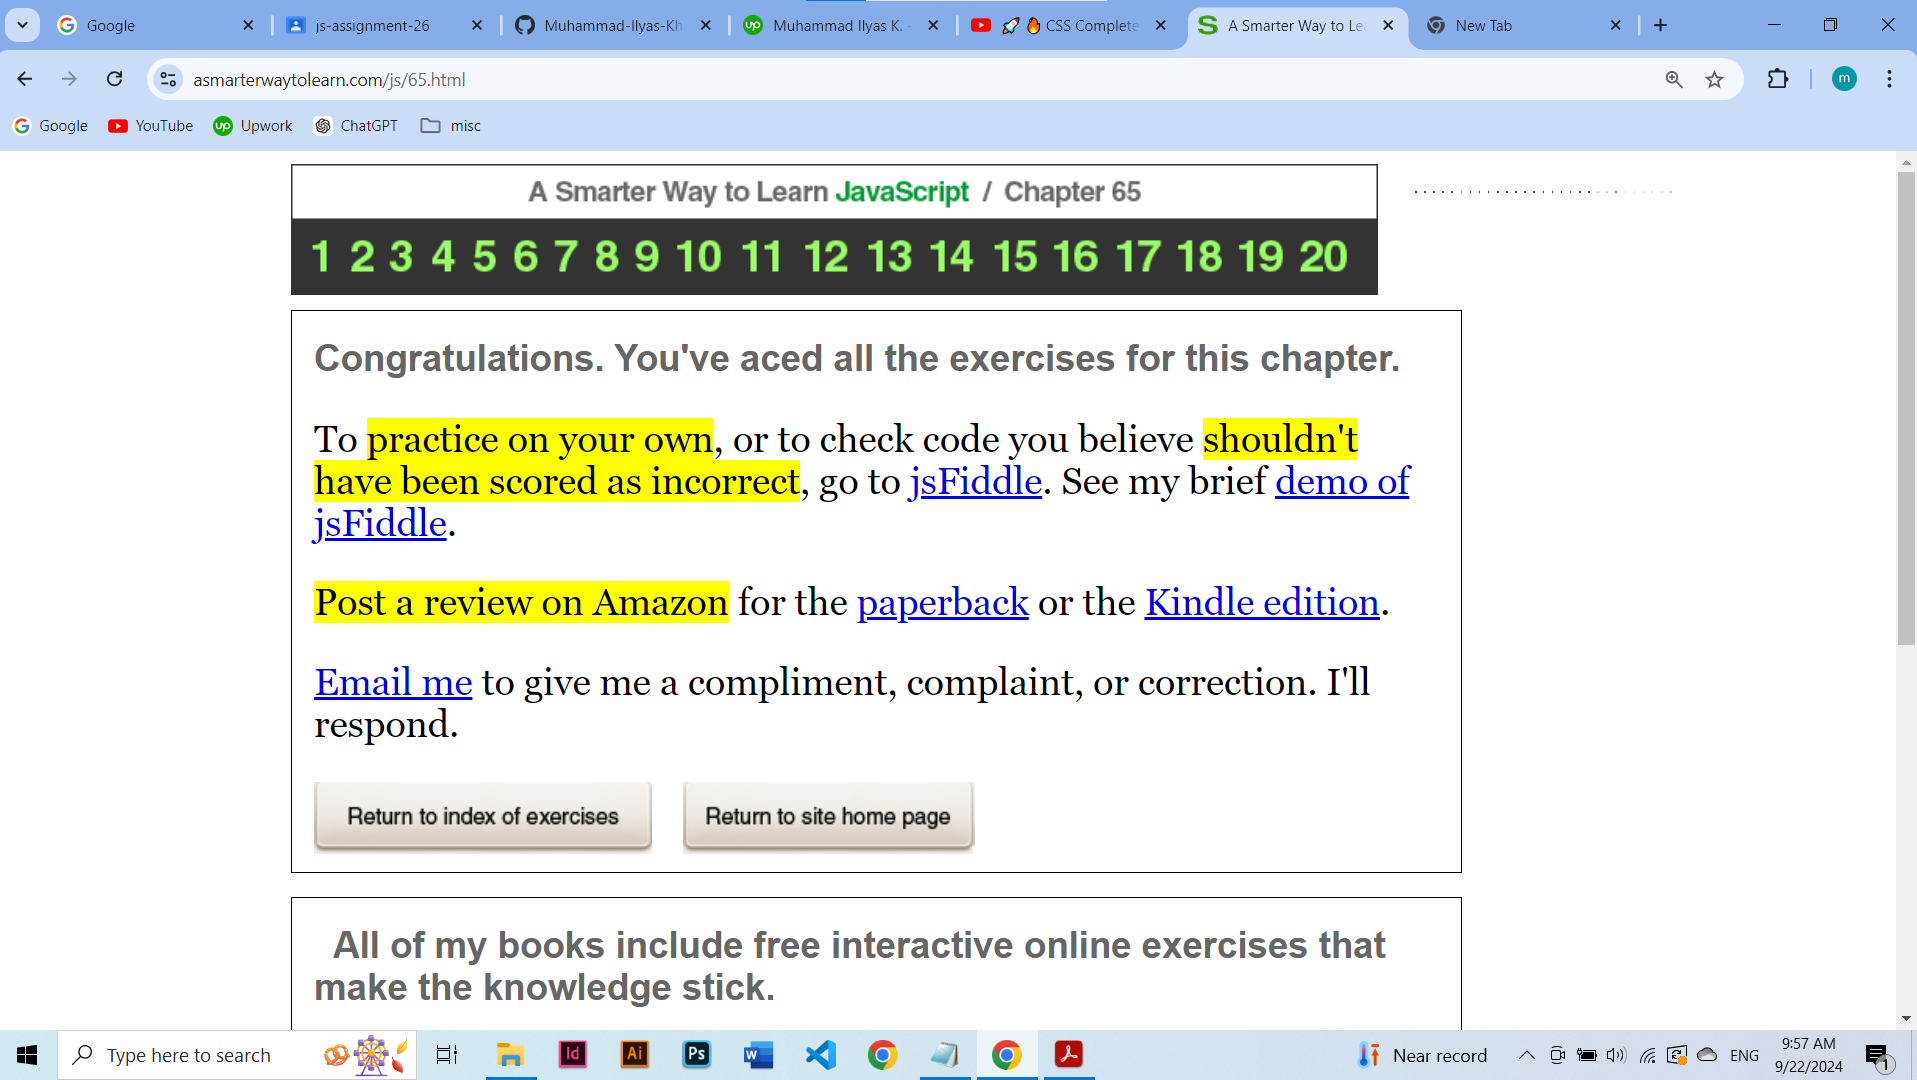 Google
js-assignment-26
Muhammad-Ilyas-Kh
Muhammad Ilyas K. -
🚀 🔥 CSS Complete
A Smarter Way to Lea
New Tab
asmarterwaytolearn.com/js/65.html
m
Google
YouTube
Upwork
ChatGPT
misc
A Smarter Way to Learn JavaScript / Chapter 65
1 2 3 4 5 6 7 8 9 10 11 12 13 14 15 16 17 18 19 20
Congratulations. You've aced all the exercises for this chapter.
To practice on your own, or to check code you believe shouldn't
have been scored as incorrect, go to jsFiddle. See my brief demo of
jsFiddle.
Post a review on Amazon for the paperback or the Kindle edition.
Email me to give me a compliment, complaint, or correction. I'll
respond.
Return to index of exercises
Return to site home page
All of my books include free interactive online exercises that
make the knowledge stick.
Type here to search
Id
Ai
Ps
Near record
ENG
9:57 AM
9/22/2024
1